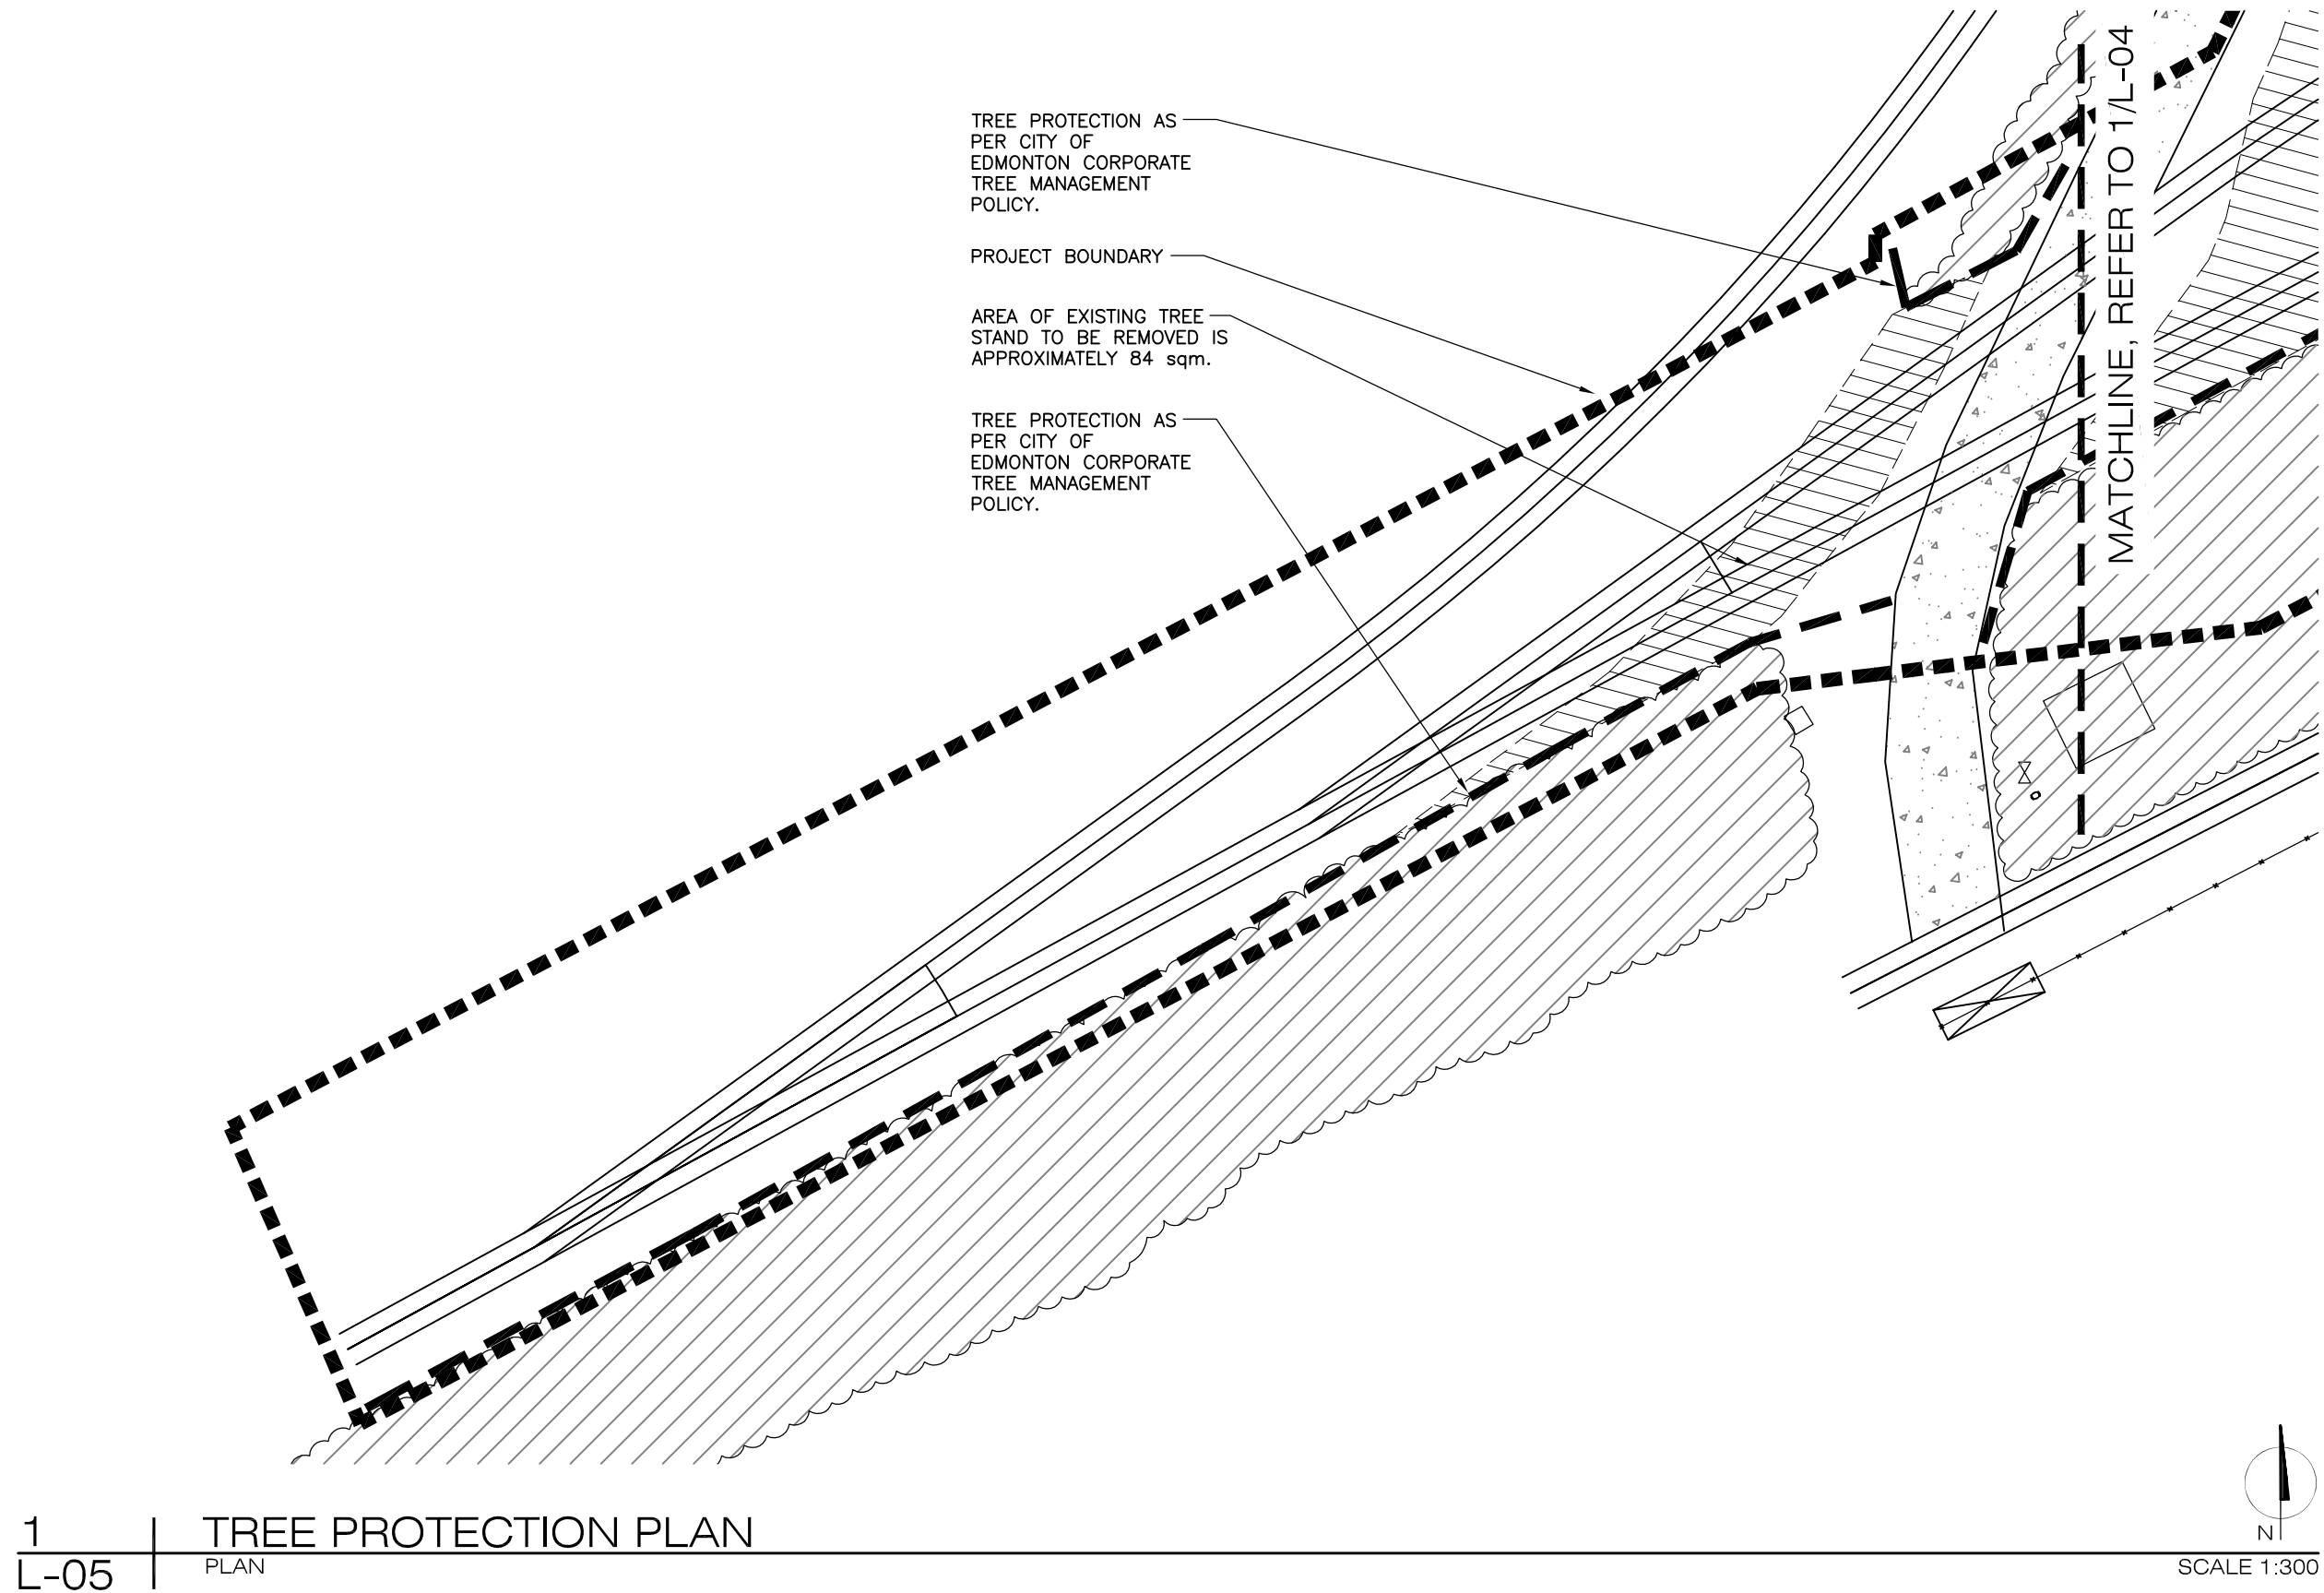 TREE PROTECTION AS
PER CITY OF
EDMONTON CORPORATE
TREE MANAGEMENT
POLICY.
PROJECT BOUNDARY
AREA OF EXISTING TREE
STAND TO BE REMOVED IS
APPROXIMATELY 84 sqm.
TREE PROTECTION AS
PER CITY OF
EDMONTON CORPORATE
TREE MANAGEMENT
POLICY.
MATCHLINE, REFER TO 1/L-04
N
1
TREE PROTECTION PLAN
L-05
PLAN
SCALE 1:300